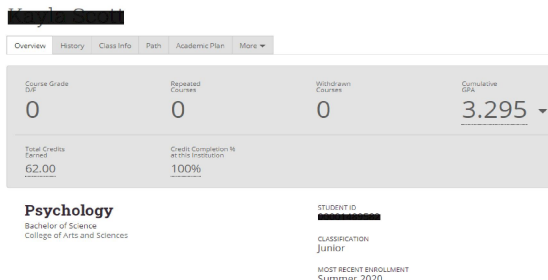 Overview History Class Info Path Academic Plan More
Course Grade D/F Repeated Courses Withdrawn Courses Cumulative GPA
0 0 0 3.295
Total Credits Earned Credit Completion % at this Institution
62.00 100%
Psychology
Bachelor of Science
College of Arts and Sciences
STUDENT ID
CLASSIFICATION
Junior
MOST RECENT ENROLLMENT
Summer 2020